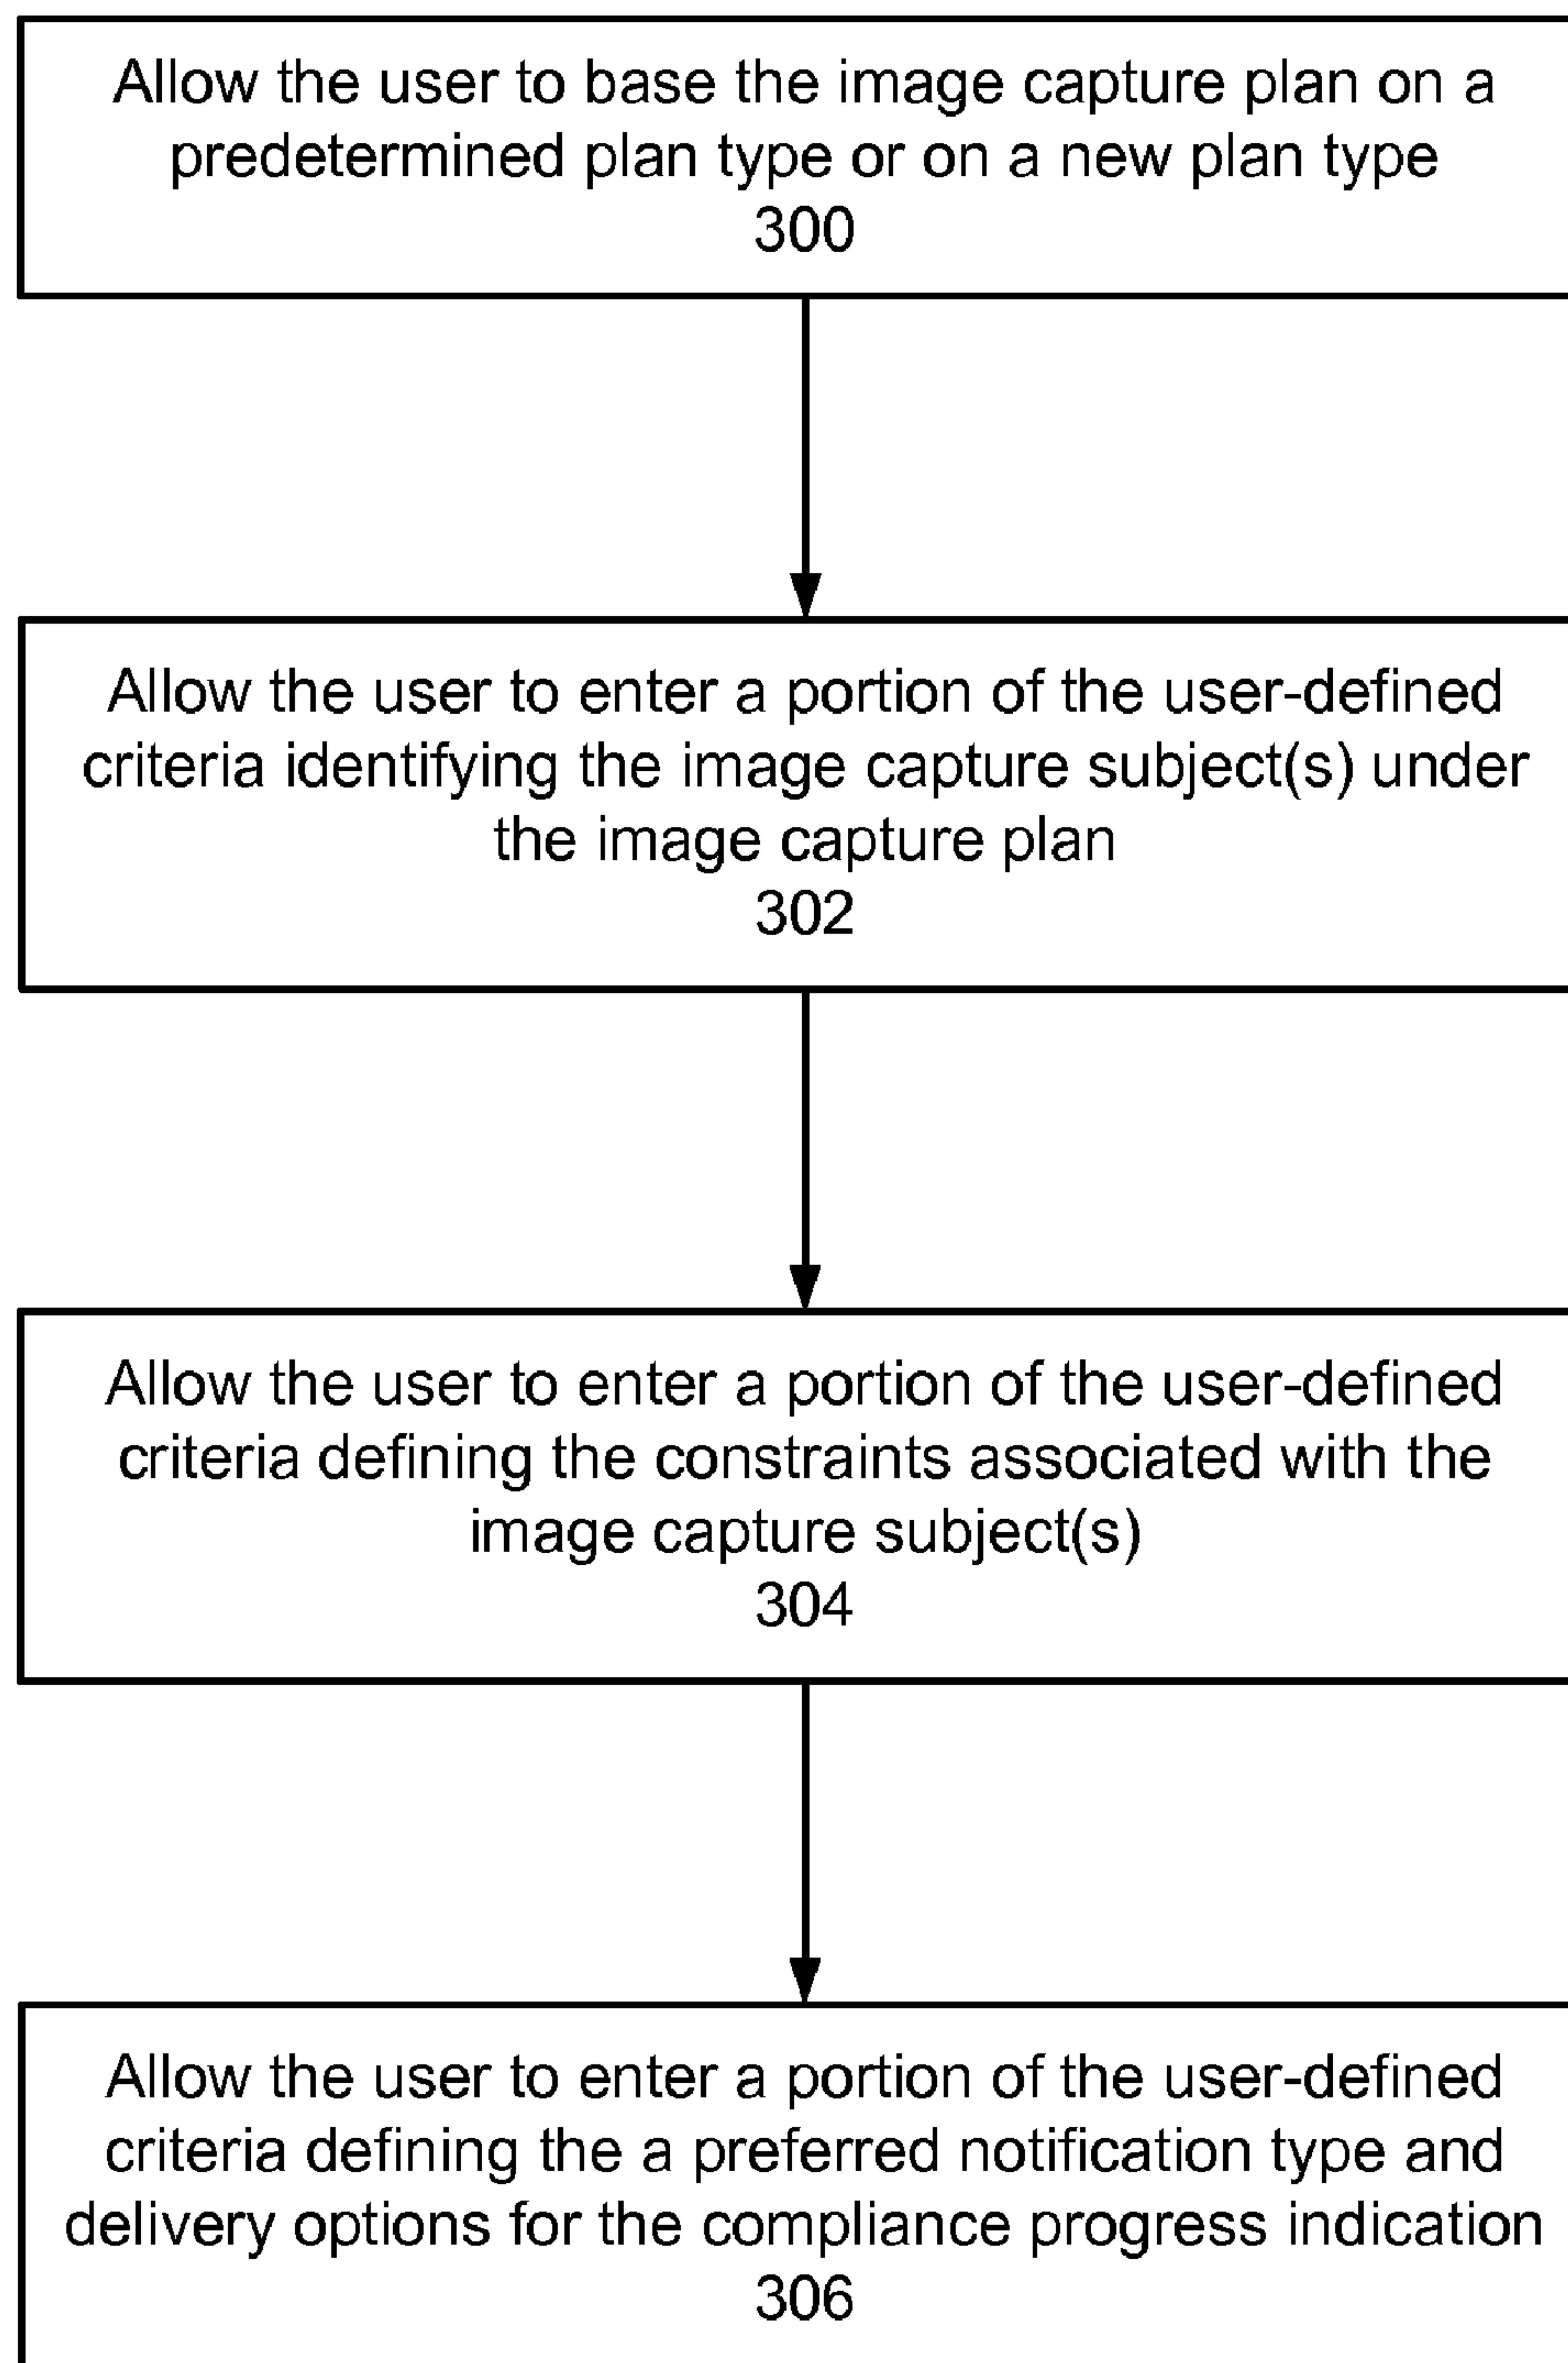 Allow the user to base the image capture plan on a
predetermined plan type or on a new plan type
300
Allow the user to enter a portion of the user-defined
criteria identifying the image capture subject(s) under
the image capture plan
302
Allow the user to enter a portion of the user-defined
criteria defining the constraints associated with the
image capture subject(s)
304
Allow the user to enter a portion of the user-defined
criteria defining the a preferred notification type and
delivery options for the compliance progress indication
306